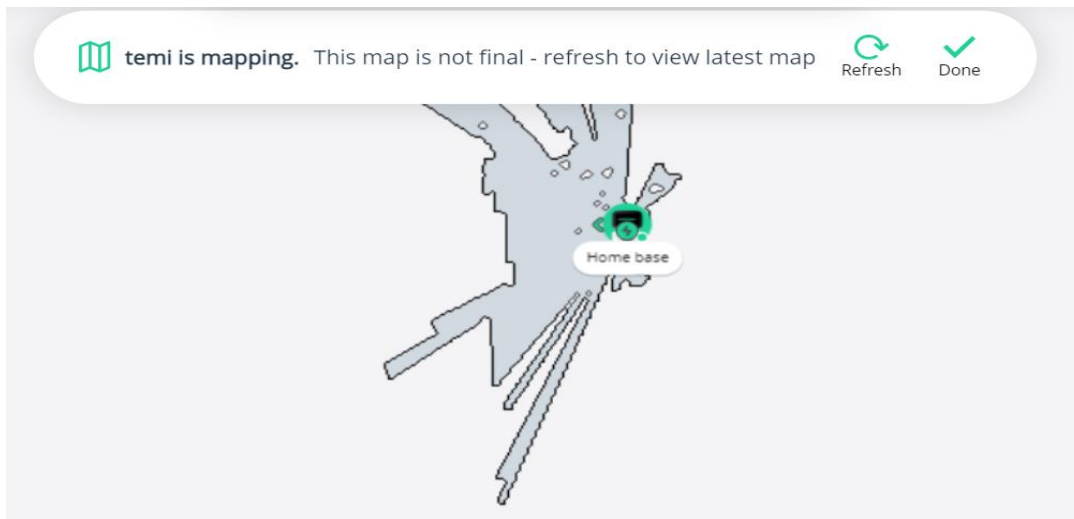 temi is mapping. This map is not final - refresh to view latest map
Refresh
Done
Home base